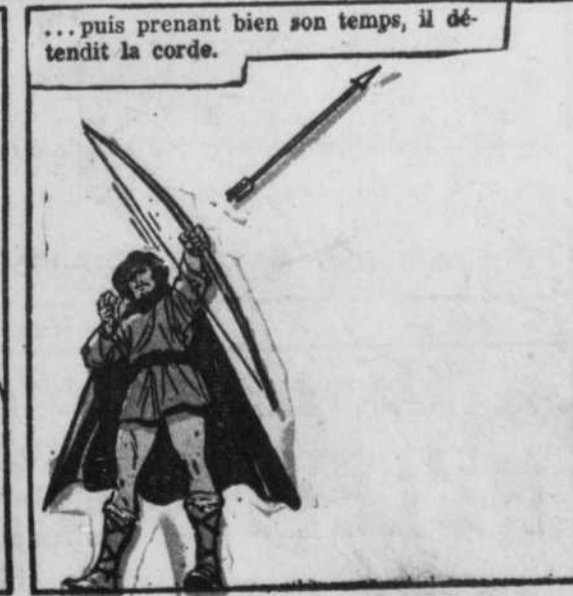 ...puis prenant bien son temps, il dé-
tendit la corde.